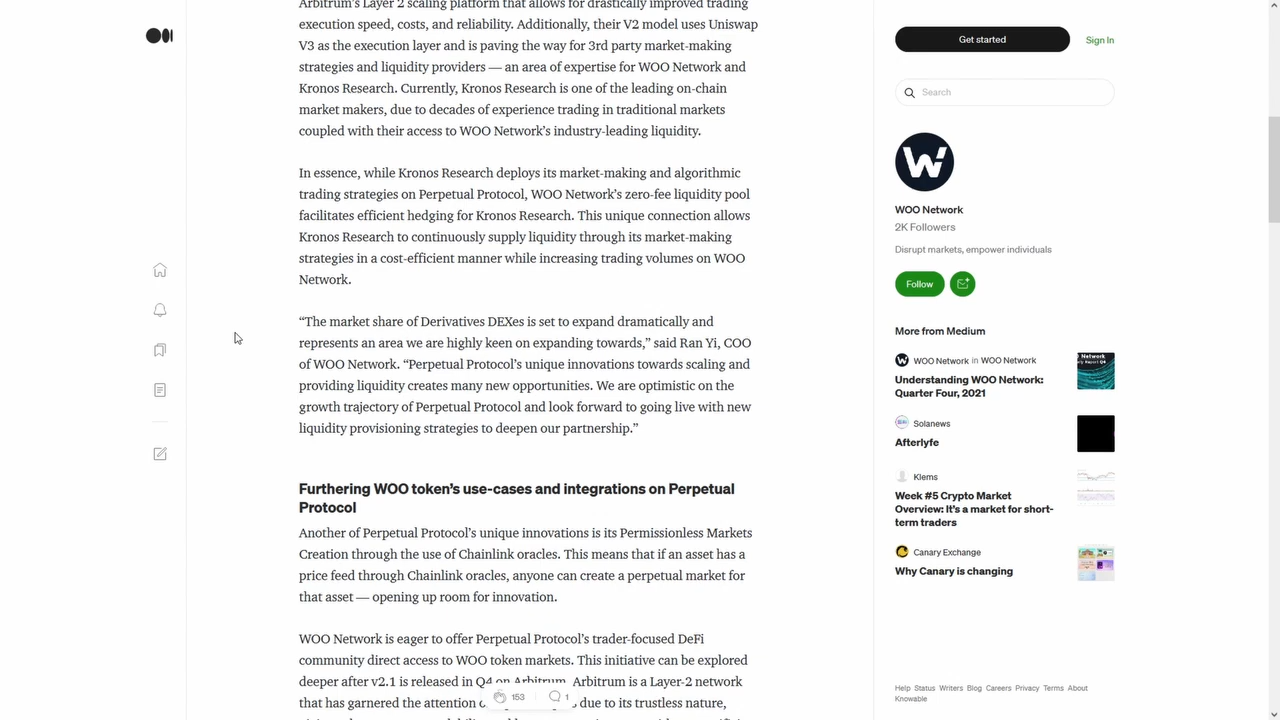 Arbitrum's Layer 2 scaling platform that allows for drastically improved trading
execution speed, costs, and reliability. Additionally, their V2 model uses Uniswap
V3 as the execution layer and is paving the way for 3rd party market-making
strategies and liquidity providers — an area of expertise for WOO Network and
Kronos Research. Currently, Kronos Research is one of the leading on-chain
market makers, due to decades of experience trading in traditional markets
coupled with their access to WOO Network's industry-leading liquidity.
In essence, while Kronos Research deploys its market-making and algorithmic
trading strategies on Perpetual Protocol, WOO Network's zero-fee liquidity pool
facilitates efficient hedging for Kronos Research. This unique connection allows
Kronos Research to continuously supply liquidity through its market-making
strategies in a cost-efficient manner while increasing trading volumes on WOO
Network.
“The market share of Derivatives DEXes is set to expand dramatically and
represents an area we are highly keen on expanding towards,” said Ran Yi, COO
of WOO Network. “Perpetual Protocol's unique innovations towards scaling and
providing liquidity creates many new opportunities. We are optimistic on the
growth trajectory of Perpetual Protocol and look forward to going live with new
liquidity provisioning strategies to deepen our partnership.”
Furthering WOO token's use-cases and integrations on Perpetual
Protocol
Another of Perpetual Protocol's unique innovations is its Permissionless Markets
Creation through the use of Chainlink oracles. This means that if an asset has a
price feed through Chainlink oracles, anyone can create a perpetual market for
that asset — opening up room for innovation.
WOO Network is eager to offer Perpetual Protocol's trader-focused DeFi
community direct access to WOO token markets. This initiative can be explored
deeper after v2.1 is released in Q4 on Arbitrum. Arbitrum is a Layer-2 network
that has garnered the attention o due to its trustless nature,
153
1
Get started
Sign In
Search
WOO Network
2K Followers
Disrupt markets, empower individuals
Follow
More from Medium
WOO Network in WOO Network
Understanding WOO Network:
Quarter Four, 2021
Solanews
Afterlyfe
Klems
Week #5 Crypto Market
Overview: It's a market for short-
term traders
Canary Exchange
Why Canary is changing
Help Status Writers Blog Careers Privacy Terms About
Knowable